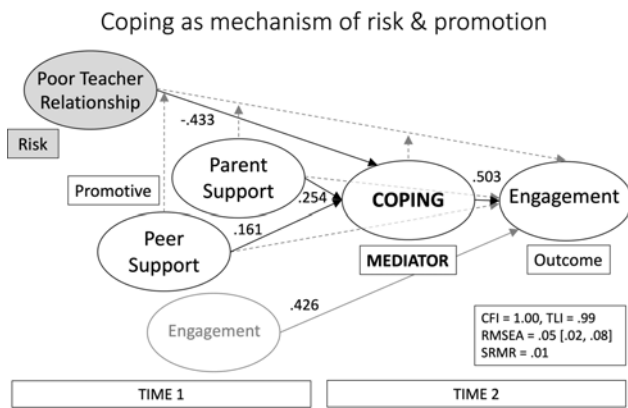 Coping as mechanism of risk & promotion
Poor Teacher
Relationship
-.433
Risk
Parent
Support
Promotive
.254
COPING
.503
Engagement
Peer
Support
.161
MEDIATOR
Outcome
Engagement
.426
CFI = 1.00, TLI = .99
RMSEA = .05 [.02, .08]
SRMR = .01
TIME 1
TIME 2